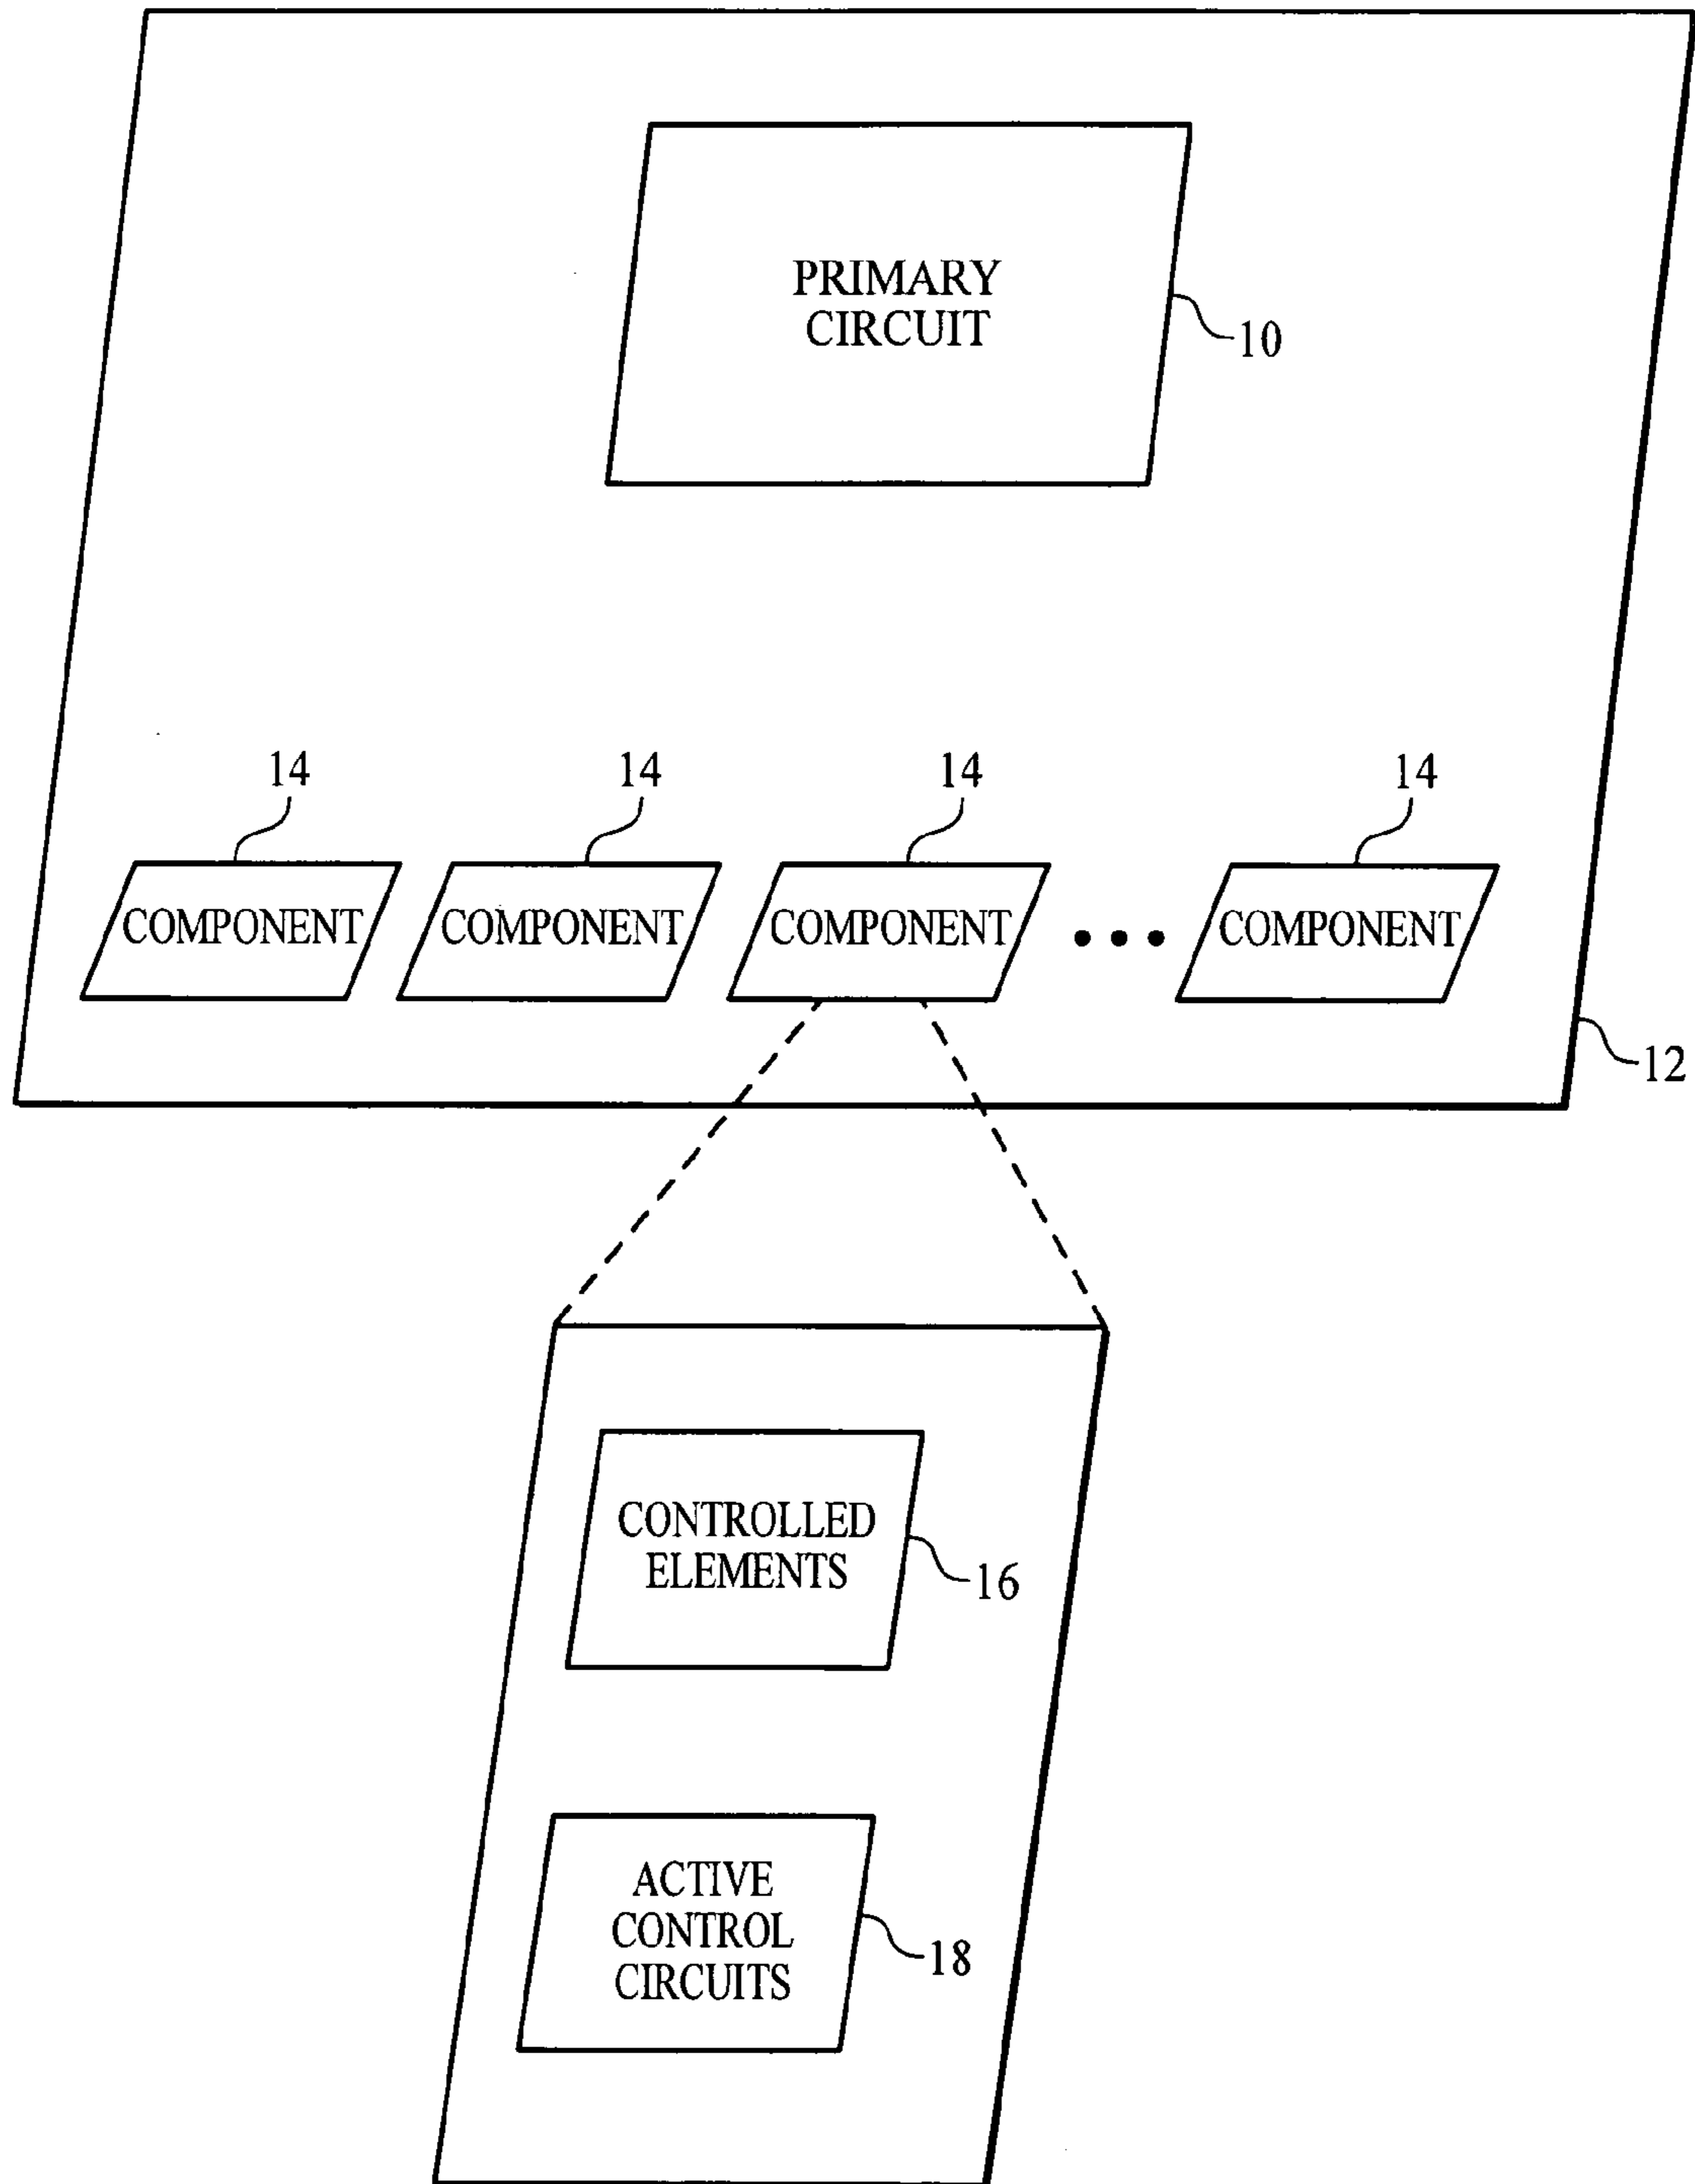 PRIMARY
CIRCUIT
10
14 14 14 14
COMPONENT COMPONENT COMPONENT ••• COMPONENT
12
CONTROLLED
ELEMENTS
16
ACTIVE
CONTROL
CIRCUITS
18